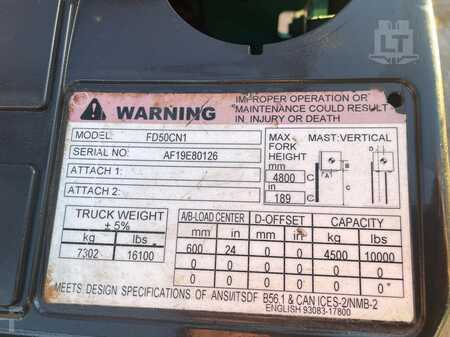 LT
WARNING
IMPROPER OPERATION OR
MAINTENANCE COULD RESULT
IN INJURY OR DEATH
MODEL: FD50CN1
SERIAL NO: AF19E80126
ATTACH 1:
ATTACH 2:
MAX FORK HEIGHT
mm
4800
in
189
MAST: VERTICAL
C
C
TRUCK WEIGHT
± 5%
kg lbs
7302 16100
A/B-LOAD CENTER D-OFFSET CAPACITY
mm in mm in kg lbs
600 24 0 0 4500 10000
0 0 0 0 0 0
0 0 0 0 0 0
MEETS DESIGN SPECIFICATIONS OF ANSI/ITSDF B56.1 & CAN ICES-2/NMB-2
ENGLISH 93083-17800